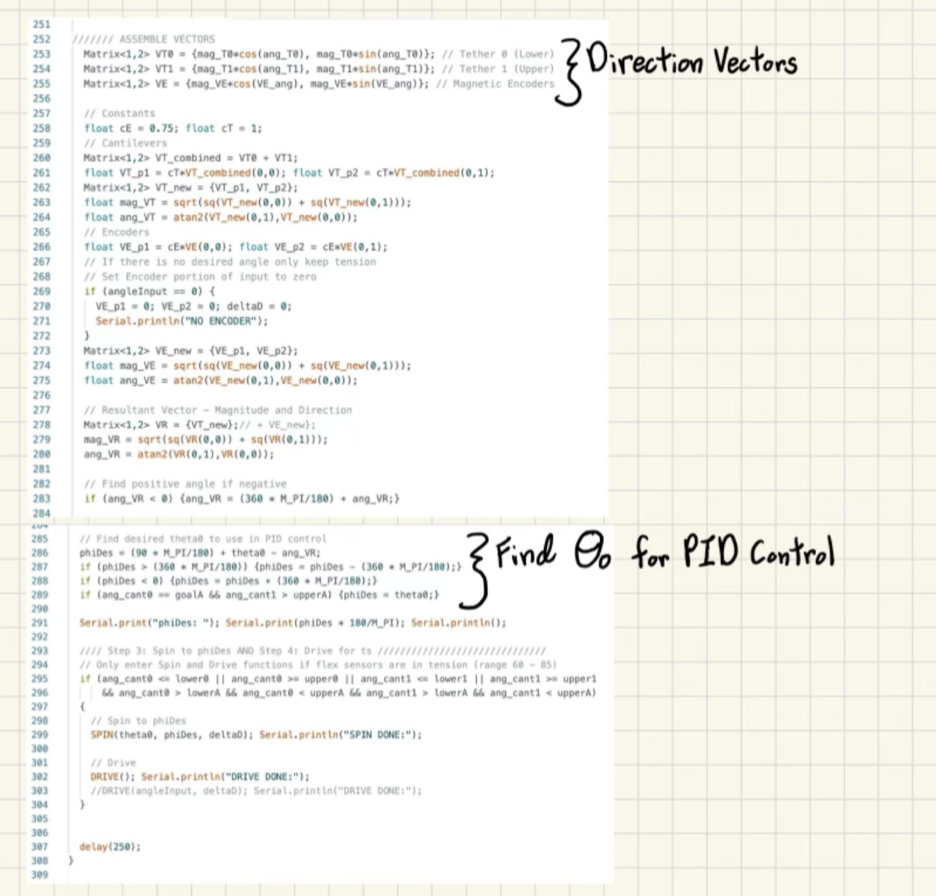 251
252 /////// ASSEMBLE VECTORS
253 Matrix<1,2> VT0 = {mag_T0*cos(ang_T0), mag_T0*sin(ang_T0)}; // Tether 0 (Lower)
254 Matrix<1,2> VT1 = {mag_T1*cos(ang_T1), mag_T1*sin(ang_T1)}; // Tether 1 (Upper)
255 Matrix<1,2> VE = {mag_VE*cos(VE_ang), mag_VE*sin(VE_ang)}; // Magnetic Encoders
Direction Vectors
256
257 // Constants
258 float cE = 0.75; float cT = 1;
259 // Cantilevers
260 Matrix<1,2> VT_combined = VT0 + VT1;
261 float VT_p1 = cT*VT_combined(0,0); float VT_p2 = cT*VT_combined(0,1);
262 Matrix<1,2> VT_new = {VT_p1, VT_p2};
263 float mag_VT = sqrt(sq(VT_new(0,0)) + sq(VT_new(0,1)));
264 float ang_VT = atan2(VT_new(0,1),VT_new(0,0));
265 // Encoders
266 float VE_p1 = cE*VE(0,0); float VE_p2 = cE*VE(0,1);
267 // If there is no desired angle only keep tension
268 // Set Encoder portion of input to zero
269 if (angleInput == 0) {
270 VE_p1 = 0; VE_p2 = 0; deltaD = 0;
271 Serial.println("NO ENCODER");
272 }
273 Matrix<1,2> VE_new = {VE_p1, VE_p2};
274 float mag_VE = sqrt(sq(VE_new(0,0)) + sq(VE_new(0,1)));
275 float ang_VE = atan2(VE_new(0,1),VE_new(0,0));
276
277 // Resultant Vector - Magnitude and Direction
278 Matrix<1,2> VR = {VT_new};// + VE_new};
279 mag_VR = sqrt(sq(VR(0,0)) + sq(VR(0,1)));
280 ang_VR = atan2(VR(0,1),VR(0,0));
281
282 // Find positive angle if negative
283 if (ang_VR < 0) {ang_VR = (360 * M_PI/180) + ang_VR;}
284
285 // Find desired theta0 to use in PID control
286 phiDes = (90 * M_PI/180) + theta0 - ang_VR;
287 if (phiDes > (360 * M_PI/180)) {phiDes = phiDes - (360 * M_PI/180);}
288 if (phiDes < 0) {phiDes = phiDes + (360 * M_PI/180);}
289 if (ang_cant0 == goalA && ang_cant1 > upperA) {phiDes = theta0;}
Find θ₀ for PID Control
290
291 Serial.print("phiDes: "); Serial.print(phiDes * 180/M_PI); Serial.println();
292
293 //// Step 3: Spin to phiDes AND Step 4: Drive for ts /////////////////////////////
294 // Only enter Spin and Drive functions if flex sensors are in tension (range 60 - 85)
295 if (ang_cant0 <= lower0 || ang_cant0 >= upper0 || ang_cant1 <= lower1 || ang_cant1 >= upper1
296 && ang_cant0 > lowerA && ang_cant0 < upperA && ang_cant1 > lowerA && ang_cant1 < upperA)
297 {
298 // Spin to phiDes
299 SPIN(theta0, phiDes, deltaD); Serial.println("SPIN DONE:");
300
301 // Drive
302 DRIVE(); Serial.println("DRIVE DONE:");
303 //DRIVE(angleInput, deltaD); Serial.println("DRIVE DONE:");
304 }
305
306
307 delay(250);
308 }
309